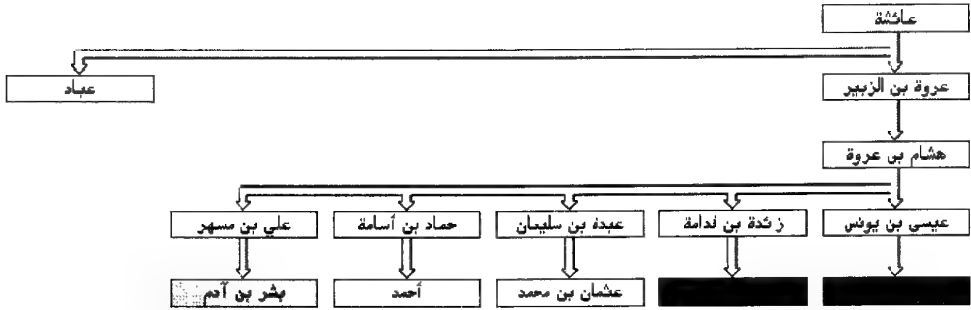 عائشة
عباد
عروة بن الزبير
هشام بن عروة
عيسى بن يونس
زائدة بن قدامة
عبدة بن سليمان
حماد بن أسامة
علي بن مسهر
عثمان بن محمد
أحمد
بشر بن آدم